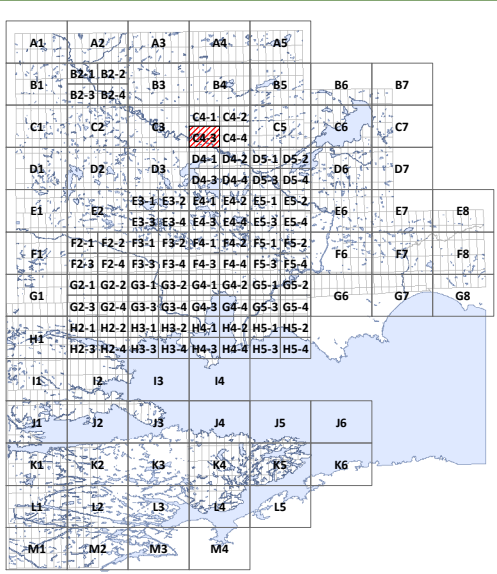 A1 A2 A3 A4 A5
B2-1 B2-2
B1 B3 B4 B5 B6 B7
B2-3 B2-4
C4-1 C4-2
C1 C2 C3 C5 C6 C7
C4-3 C4-4
D4-1 D4-2 D5-1 D5-2
D1 D2 D3 D6 D7
D4-3 D4-4 D5-3 D5-4
E3-1 E3-2 E4-1 E4-2 E5-1 E5-2
E1 E2 E6 E7 E8
E3-3 E3-4 E4-3 E4-4 E5-3 E5-4
F2-1 F2-2 F3-1 F3-2 F4-1 F4-2 F5-1 F5-2
F1 F6 F7 F8
F2-3 F2-4 F3-3 F3-4 F4-3 F4-4 F5-3 F5-4
G2-1 G2-2 G3-1 G3-2 G4-1 G4-2 G5-1 G5-2
G1 G6 G7 G8
G2-3 G2-4 G3-3 G3-4 G4-3 G4-4 G5-3 G5-4
H2-1 H2-2 H3-1 H3-2 H4-1 H4-2 H5-1 H5-2
H1
H2-3 H2-4 H3-3 H3-4 H4-3 H4-4 H5-3 H5-4
I1 I2 I3 I4
J1 J2 J3 J4 J5 J6
K1 K2 K3 K4 K5 K6
L1 L2 L3 L4 L5
M1 M2 M3 M4